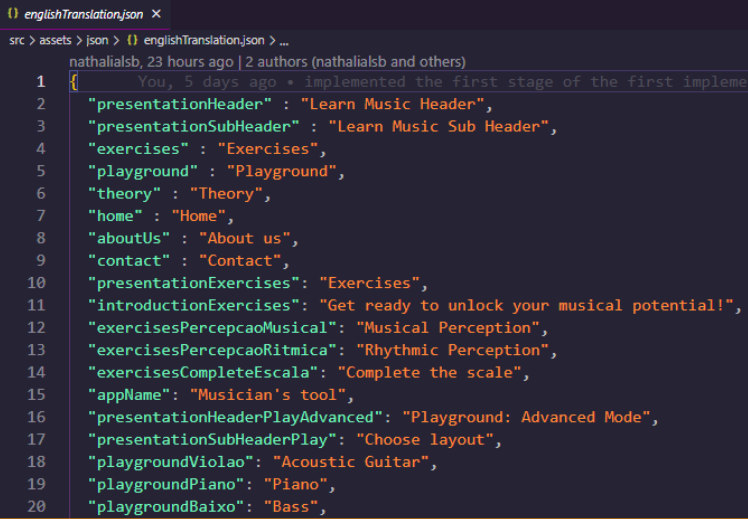 {} englishTranslation.json ×
src > assets > json > {} englishTranslation.json > ...
nathalialsb, 23 hours ago | 2 authors (nathalialsb and others)
1 { You, 5 days ago • implemented the first stage of the first impleme
2 "presentationHeader" : "Learn Music Header",
3 "presentationSubHeader" : "Learn Music Sub Header",
4 "exercises" : "Exercises",
5 "playground" : "Playground",
6 "theory" : "Theory",
7 "home" : "Home",
8 "aboutUs" : "About us",
9 "contact" : "Contact",
10 "presentationExercises": "Exercises",
11 "introductionExercises": "Get ready to unlock your musical potential!",
12 "exercisesPercepcaoMusical": "Musical Perception",
13 "exercisesPercepcaoRitmica": "Rhythmic Perception",
14 "exercisesCompleteEscala": "Complete the scale",
15 "appName": "Musician's tool",
16 "presentationHeaderPlayAdvanced": "Playground: Advanced Mode",
17 "presentationSubHeaderPlay": "Choose layout",
18 "playgroundViolao": "Acoustic Guitar",
19 "playgroundPiano": "Piano",
20 "playgroundBaixo": "Bass",